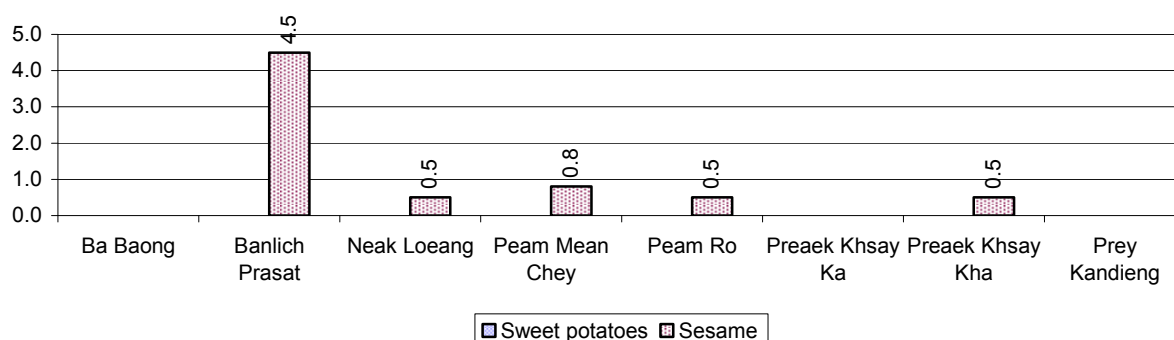 5.0
4.0
3.0
2.0
1.0
0.0
4.5
0.5
0.8
0.5
0.5
Ba Baong
Banlich
Prasat
Neak Loeang
Peam Mean
Chey
Peam Ro
Preaek Khsay
Ka
Preaek Khsay
Kha
Prey
Kandieng
Sweet potatoes
Sesame